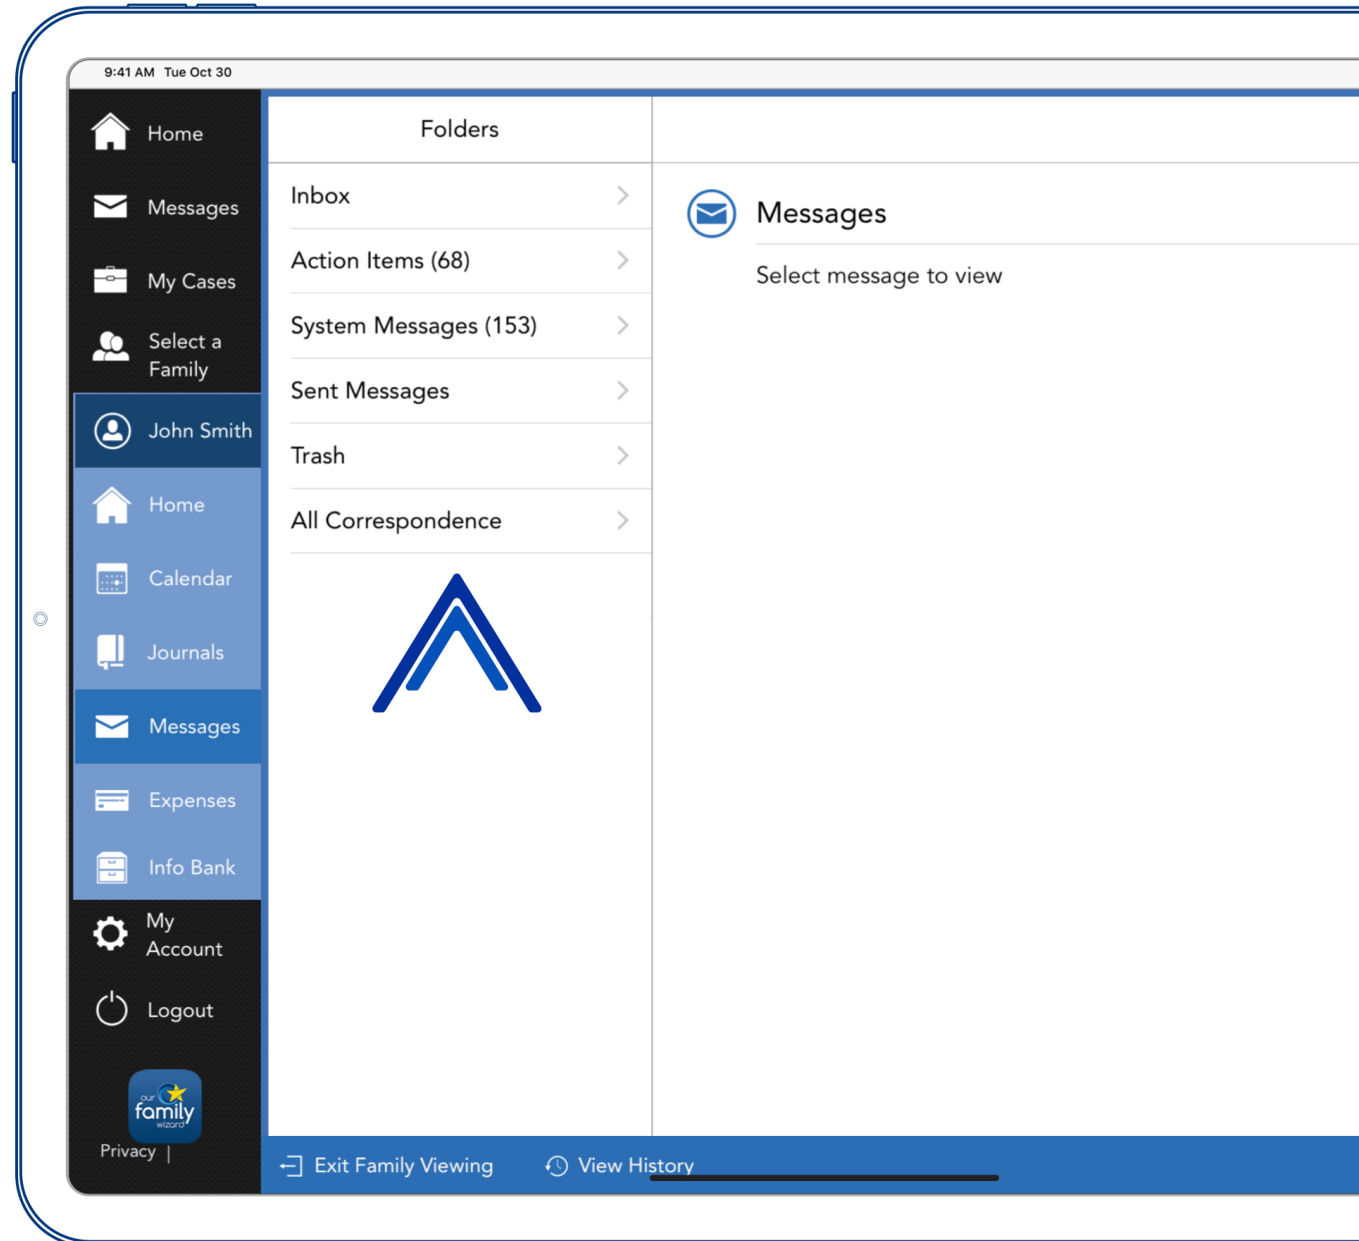 9:41 AM Tue Oct 30
Home
Messages
My Cases
Select a
Family
John Smith
Home
Calendar
Journals
Messages
Expenses
Info Bank
My
Account
Logout
our
family
wizard
Privacy |
Folders
Inbox
Action Items (68)
System Messages (153)
Sent Messages
Trash
All Correspondence
Messages
Select message to view
Exit Family Viewing
View History